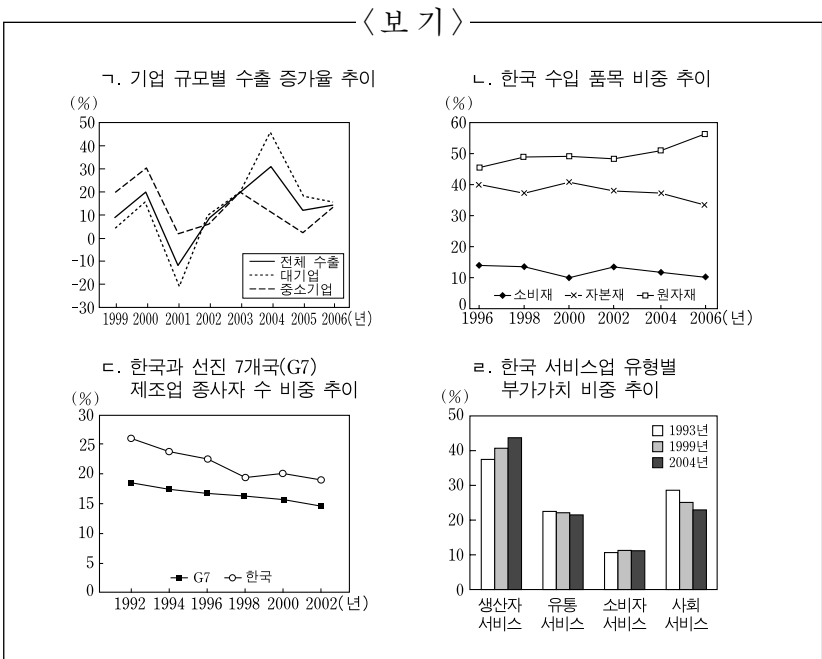 〈보 기〉
ㄱ. 기업 규모별 수출 증가율 추이
(%)
50
40
30
20
10
0
-10
-20
-30
전체 수출
대기업
중소기업
1999 2000 2001 2002 2003 2004 2005 2006(년)
ㄴ. 한국 수입 품목 비중 추이
(%)
60
50
40
30
20
10
0
소비재 자본재 원자재
1996 1998 2000 2002 2004 2006(년)
ㄷ. 한국과 선진 7개국(G7)
제조업 종사자 수 비중 추이
(%)
30
25
20
15
10
5
0
G7 한국
1992 1994 1996 1998 2000 2002(년)
ㄹ. 한국 서비스업 유형별
부가가치 비중 추이
(%)
50
40
30
20
10
0
1993년
1999년
2004년
생산자 유통 소비자 사회
서비스 서비스 서비스 서비스